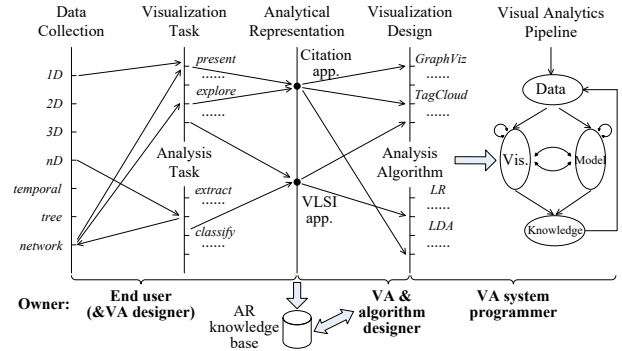 Data
Collection
Visualization
Task
Analytical
Representation
Visualization
Design
Visual Analytics
Pipeline
1D
2D
3D
nD
temporal
tree
network
present
......
explore
......
Analysis
Task
extract
......
classify
......
Citation
app.
VLSI
app.
GraphViz
......
TagCloud
......
Analysis
Algorithm
LR
......
LDA
......
Data
Vis.
Model
Knowledge
Owner:
End user
(&VA designer)
AR
knowledge
base
VA &
algorithm
designer
VA system
programmer